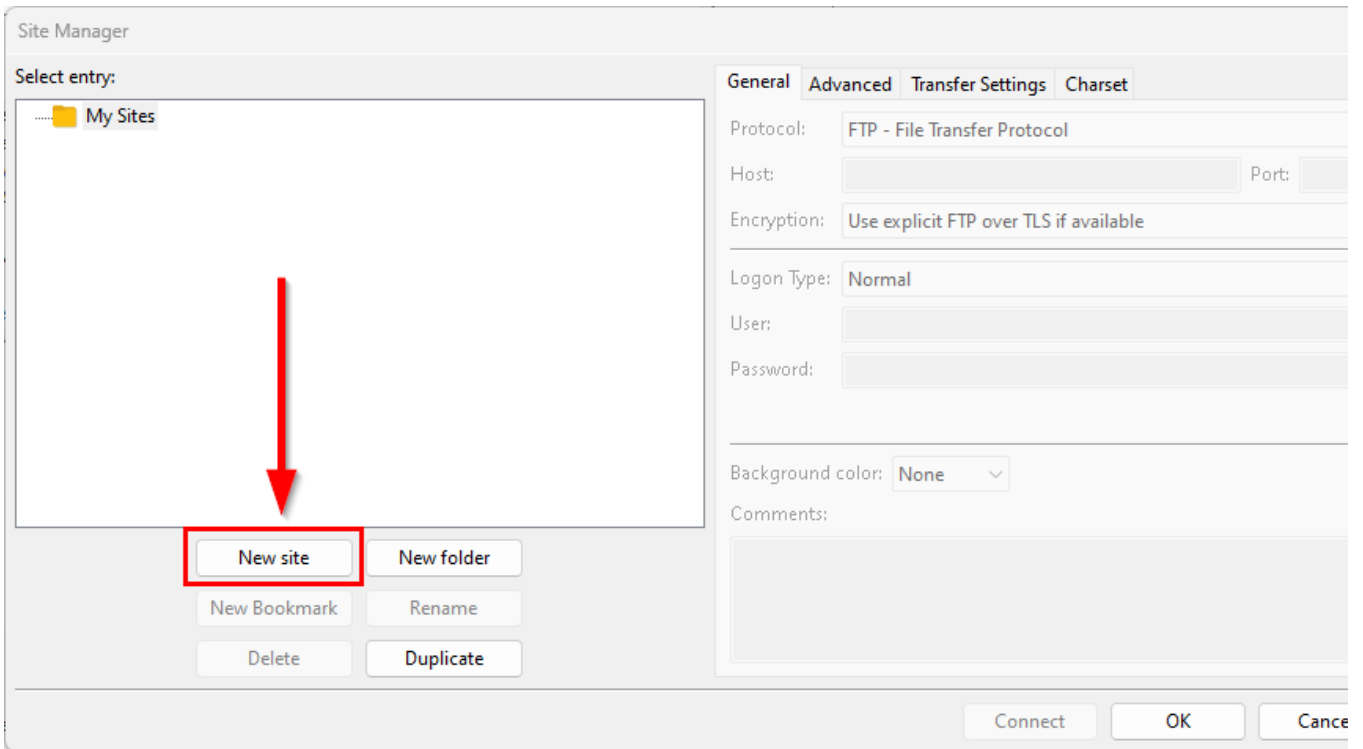 Site Manager
Select entry:
My Sites
New site
New folder
New Bookmark
Rename
Delete
Duplicate
General
Advanced
Transfer Settings
Charset
Protocol:
FTP - File Transfer Protocol
Host:
Port:
Encryption:
Use explicit FTP over TLS if available
Logon Type:
Normal
User:
Password:
Background color:
None
Comments:
Connect
OK
Cance